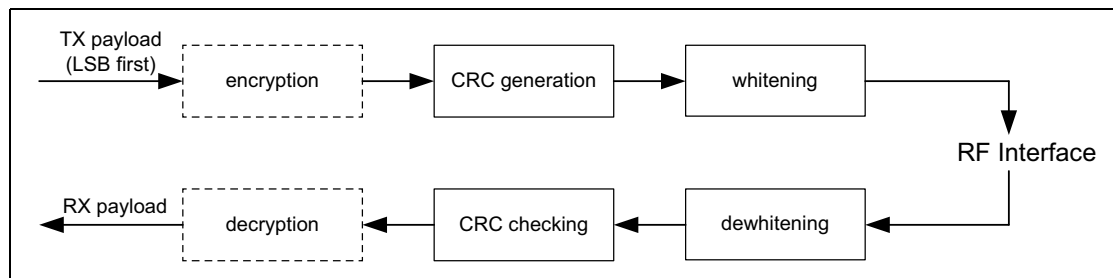 TX payload
(LSB first)
encryption
CRC generation
whitening
RF Interface
RX payload
decryption
CRC checking
dewhitening